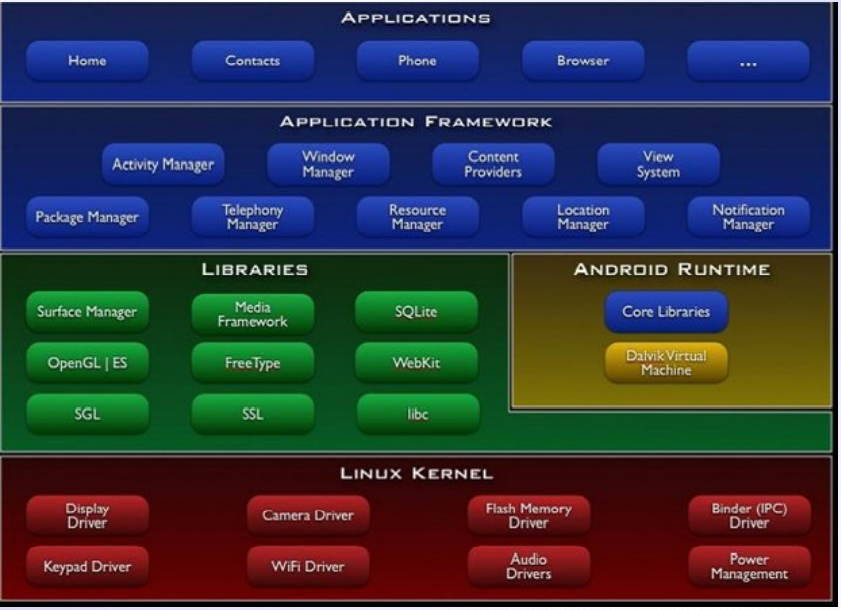 APPLICATIONS
Home
Contacts
Phone
Browser
...
APPLICATION FRAMEWORK
Activity Manager
Window
Manager
Content
Providers
View
System
Package Manager
Telephony
Manager
Resource
Manager
Location
Manager
Notification
Manager
LIBRARIES
Surface Manager
Media
Framework
SQLite
OpenGL | ES
FreeType
WebKit
SGL
SSL
libc
ANDROID RUNTIME
Core Libraries
Dalvik Virtual
Machine
LINUX KERNEL
Display
Driver
Camera Driver
Flash Memory
Driver
Binder (IPC)
Driver
Keypad Driver
WiFi Driver
Audio
Drivers
Power
Management